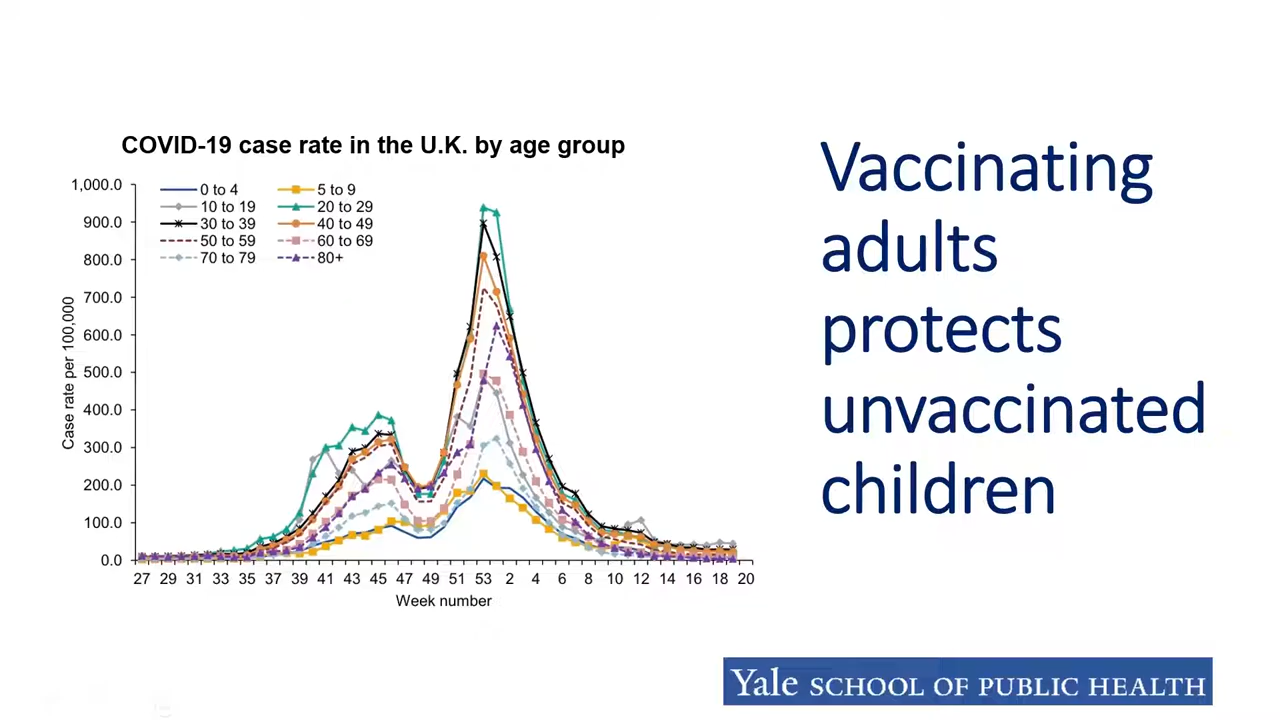 COVID-19 case rate in the U.K. by age group
Vaccinating
adults
protects
unvaccinated
children
1,000.0
900.0
800.0
700.0
600.0
500.0
400.0
300.0
200.0
100.0
0.0
Case rate per 100,000
0 to 4 5 to 9
10 to 19 20 to 29
30 to 39 40 to 49
50 to 59 60 to 69
70 to 79 80+
27 29 31 33 35 37 39 41 43 45 47 49 51 53 2 4 6 8 10 12 14 16 18 20
Week number
Yale SCHOOL OF PUBLIC HEALTH